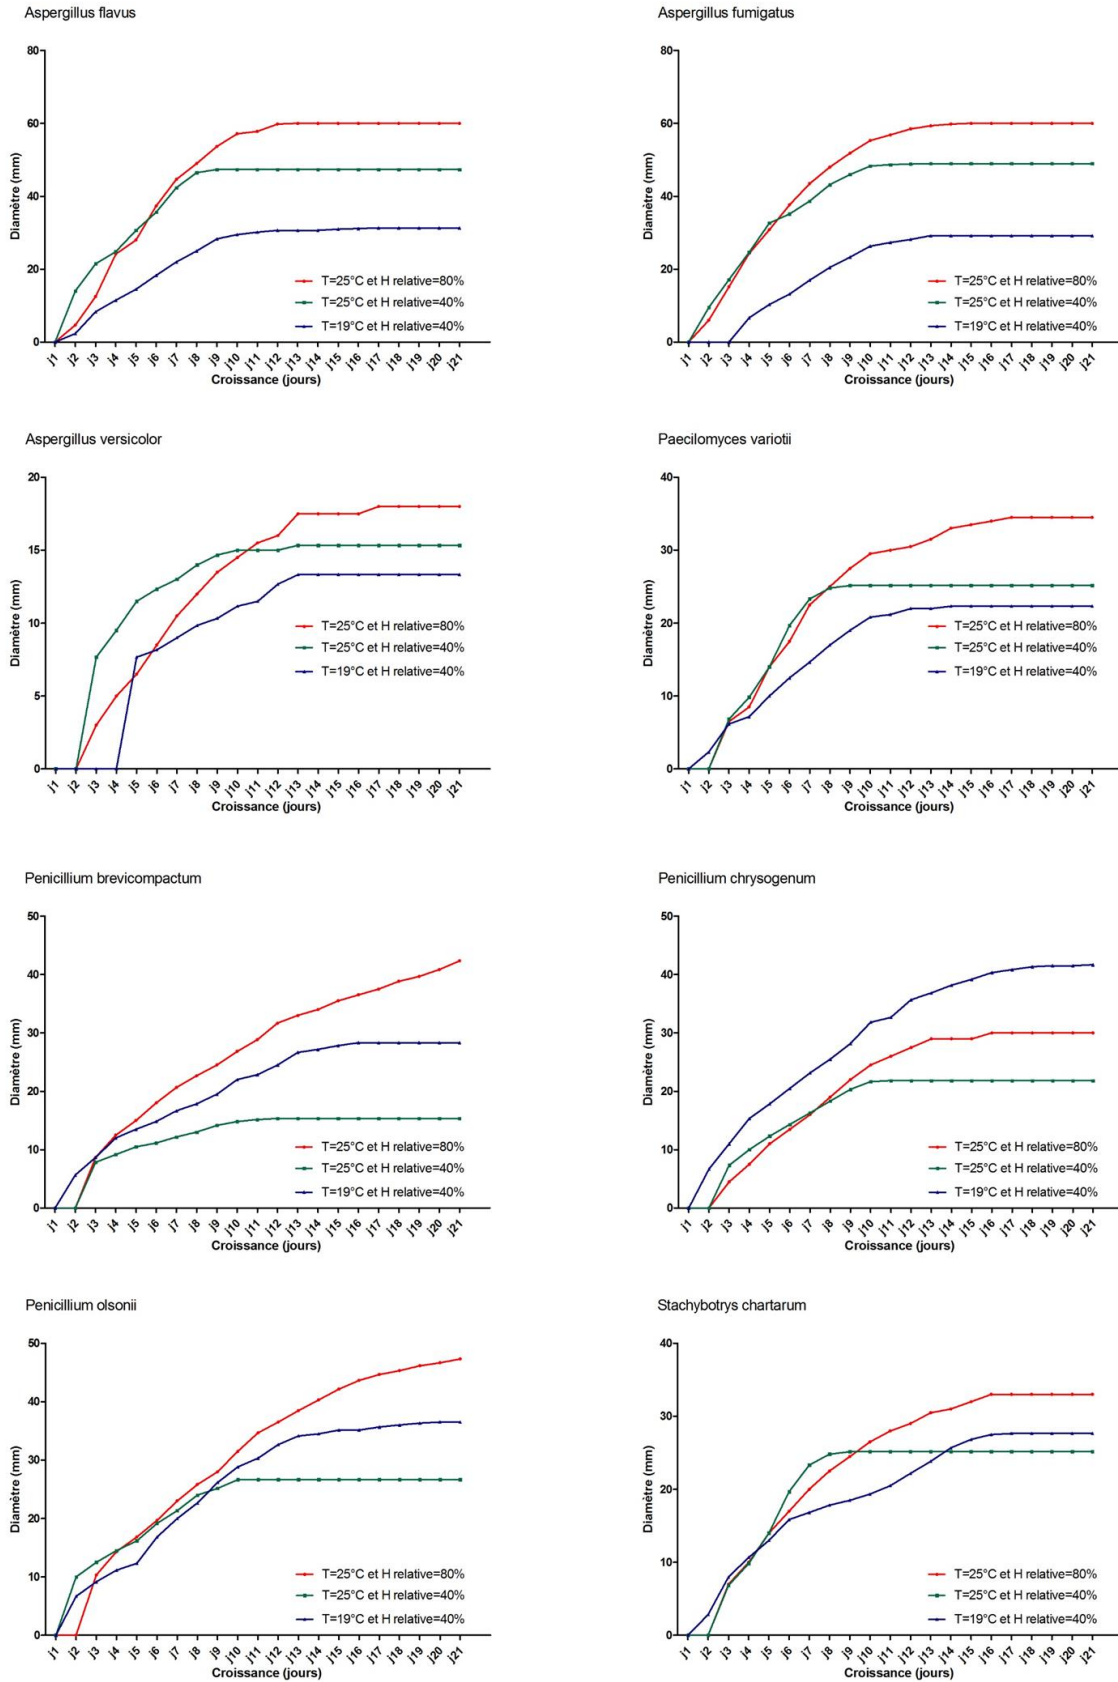 Aspergillus flavus
80
60
40
20
0
Diamètre (mm)
T=25°C et H relative=80%
T=25°C et H relative=40%
T=19°C et H relative=40%
j1 j2 j3 j4 j5 j6 j7 j8 j9 j10 j11 j12 j13 j14 j15 j16 j17 j18 j19 j20 j21
Croissance (jours)
Aspergillus fumigatus
80
60
40
20
0
Diamètre (mm)
T=25°C et H relative=80%
T=25°C et H relative=40%
T=19°C et H relative=40%
j1 j2 j3 j4 j5 j6 j7 j8 j9 j10 j11 j12 j13 j14 j15 j16 j17 j18 j19 j20 j21
Croissance (jours)
Aspergillus versicolor
20
15
10
5
0
Diamètre (mm)
T=25°C et H relative=80%
T=25°C et H relative=40%
T=19°C et H relative=40%
j1 j2 j3 j4 j5 j6 j7 j8 j9 j10 j11 j12 j13 j14 j15 j16 j17 j18 j19 j20 j21
Croissance (jours)
Paecilomyces variotii
40
30
20
10
0
Diamètre (mm)
T=25°C et H relative=80%
T=25°C et H relative=40%
T=19°C et H relative=40%
j1 j2 j3 j4 j5 j6 j7 j8 j9 j10 j11 j12 j13 j14 j15 j16 j17 j18 j19 j20 j21
Croissance (jours)
Penicillium brevicompactum
50
40
30
20
10
0
Diamètre (mm)
T=25°C et H relative=80%
T=25°C et H relative=40%
T=19°C et H relative=40%
j1 j2 j3 j4 j5 j6 j7 j8 j9 j10 j11 j12 j13 j14 j15 j16 j17 j18 j19 j20 j21
Croissance (jours)
Penicillium chrysogenum
50
40
30
20
10
0
Diamètre (mm)
T=25°C et H relative=80%
T=25°C et H relative=40%
T=19°C et H relative=40%
j1 j2 j3 j4 j5 j6 j7 j8 j9 j10 j11 j12 j13 j14 j15 j16 j17 j18 j19 j20 j21
Croissance (jours)
Penicillium olsonii
50
40
30
20
10
0
Diamètre (mm)
T=25°C et H relative=80%
T=25°C et H relative=40%
T=19°C et H relative=40%
j1 j2 j3 j4 j5 j6 j7 j8 j9 j10 j11 j12 j13 j14 j15 j16 j17 j18 j19 j20 j21
Croissance (jours)
Stachybotrys chartarum
40
30
20
10
0
Diamètre (mm)
T=25°C et H relative=80%
T=25°C et H relative=40%
T=19°C et H relative=40%
j1 j2 j3 j4 j5 j6 j7 j8 j9 j10 j11 j12 j13 j14 j15 j16 j17 j18 j19 j20 j21
Croissance (jours)